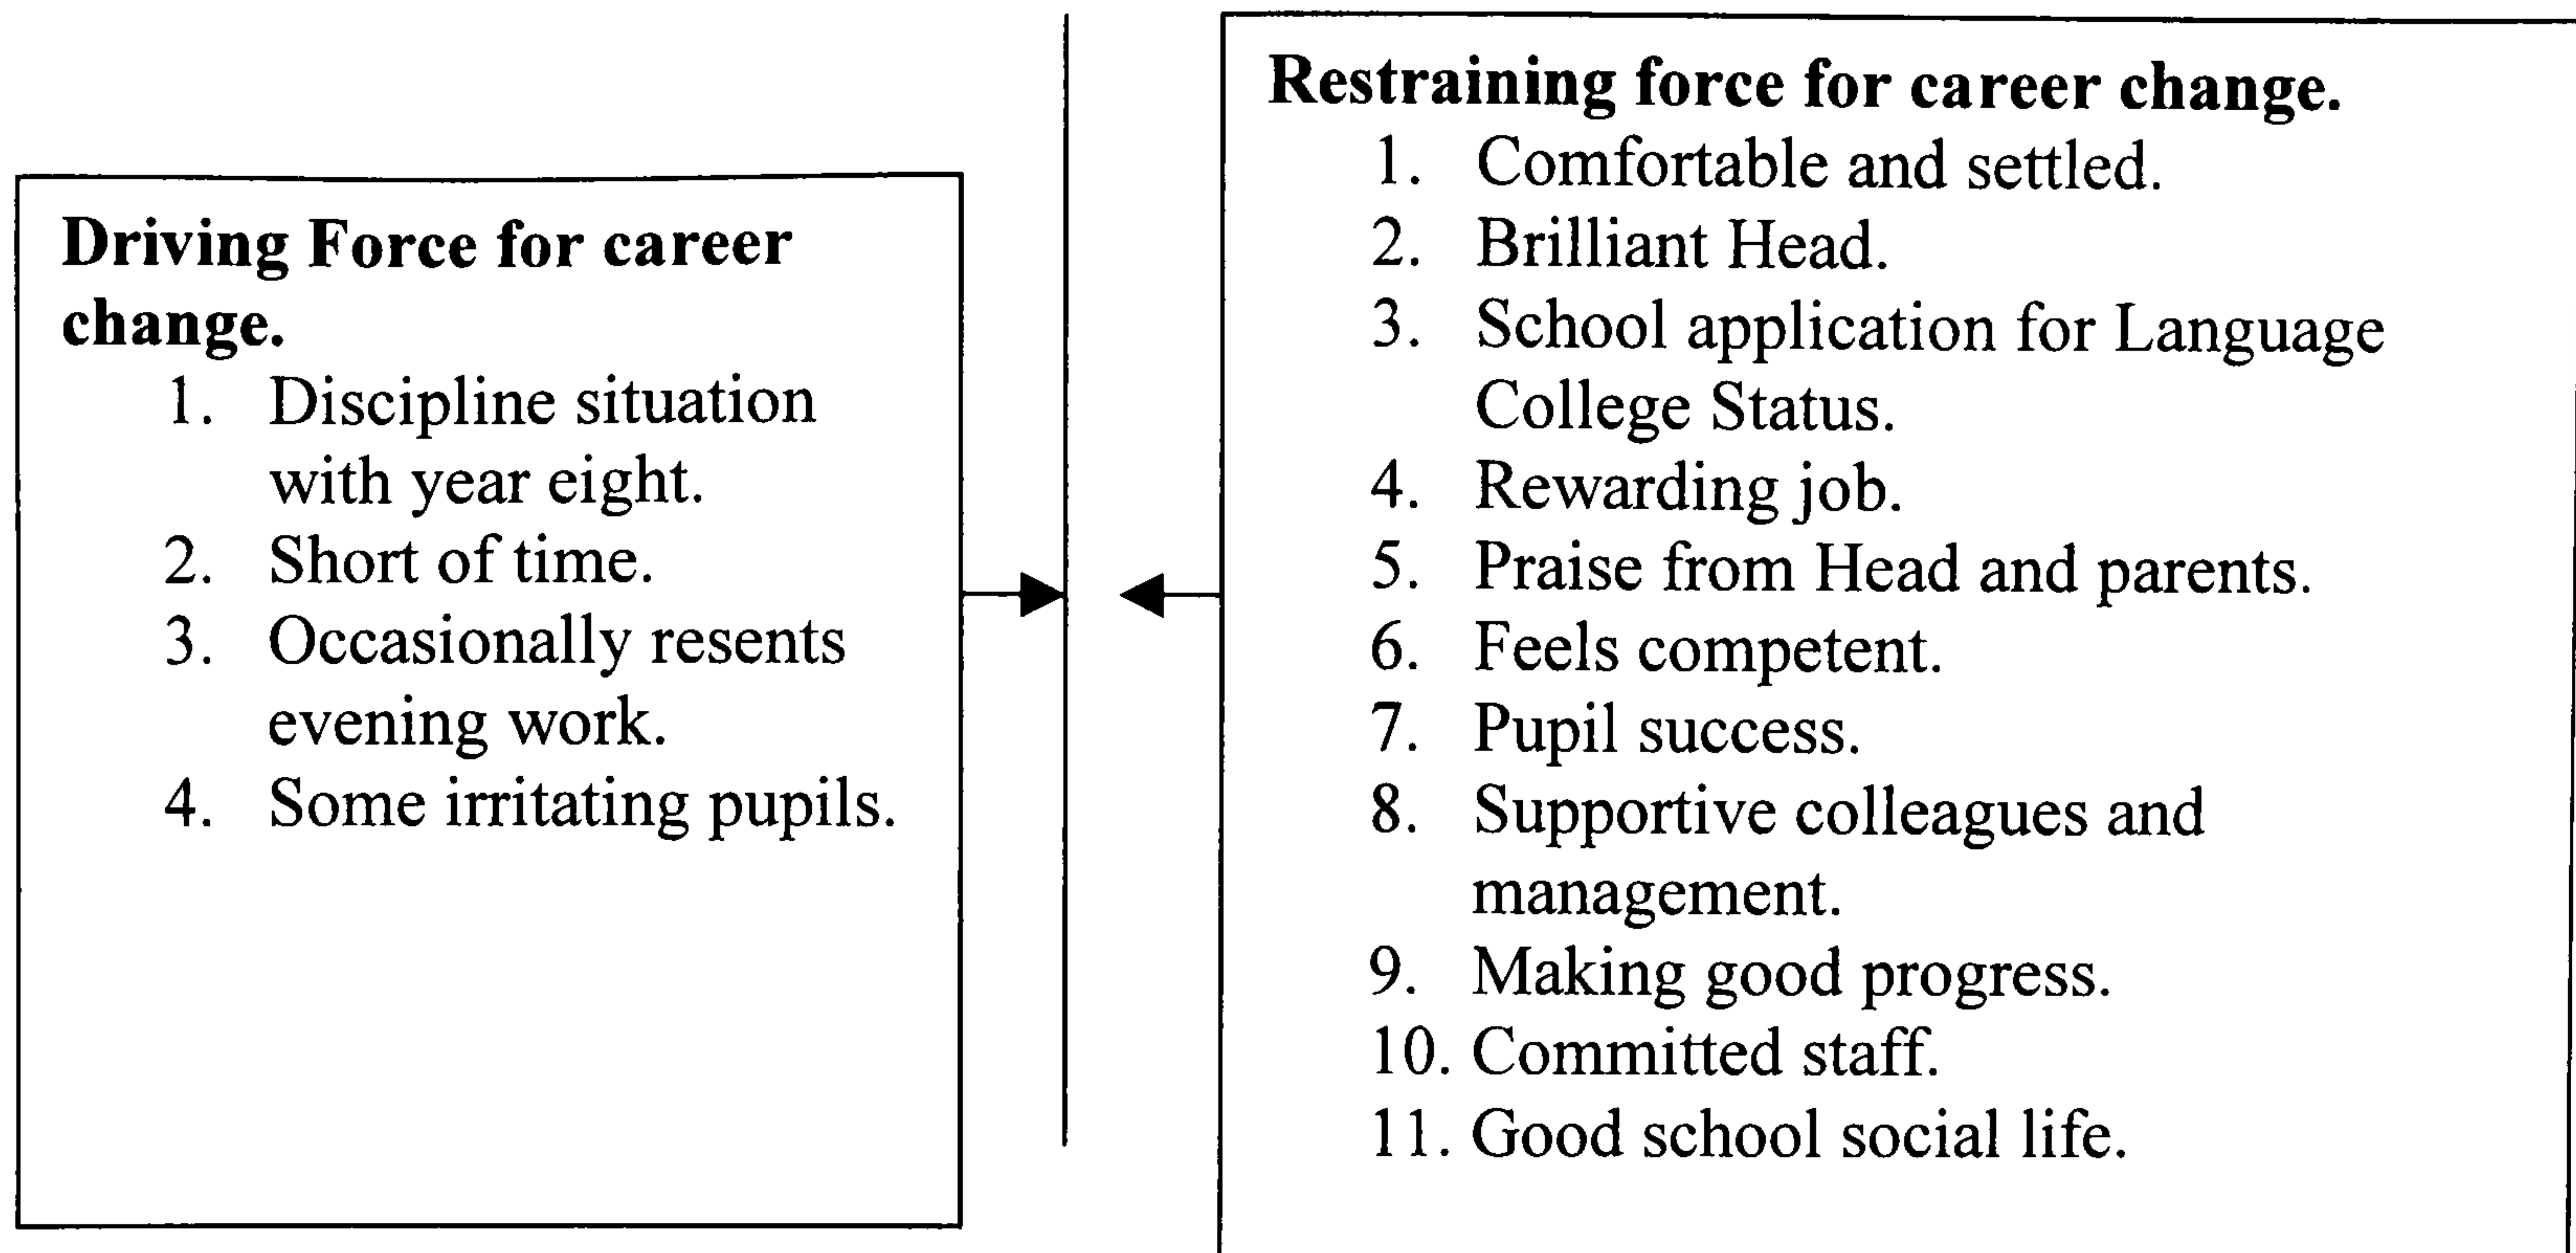 Driving Force for career
change.
1. Discipline situation
with year eight.
2. Short of time.
3. Occasionally resents
evening work.
4. Some irritating pupils.
Restraining force for career change.
1. Comfortable and settled.
2. Brilliant Head.
3. School application for Language
College Status.
4. Rewarding job.
5. Praise from Head and parents.
6. Feels competent.
7. Pupil success.
8. Supportive colleagues and
management.
9. Making good progress.
10. Committed staff.
11. Good school social life.